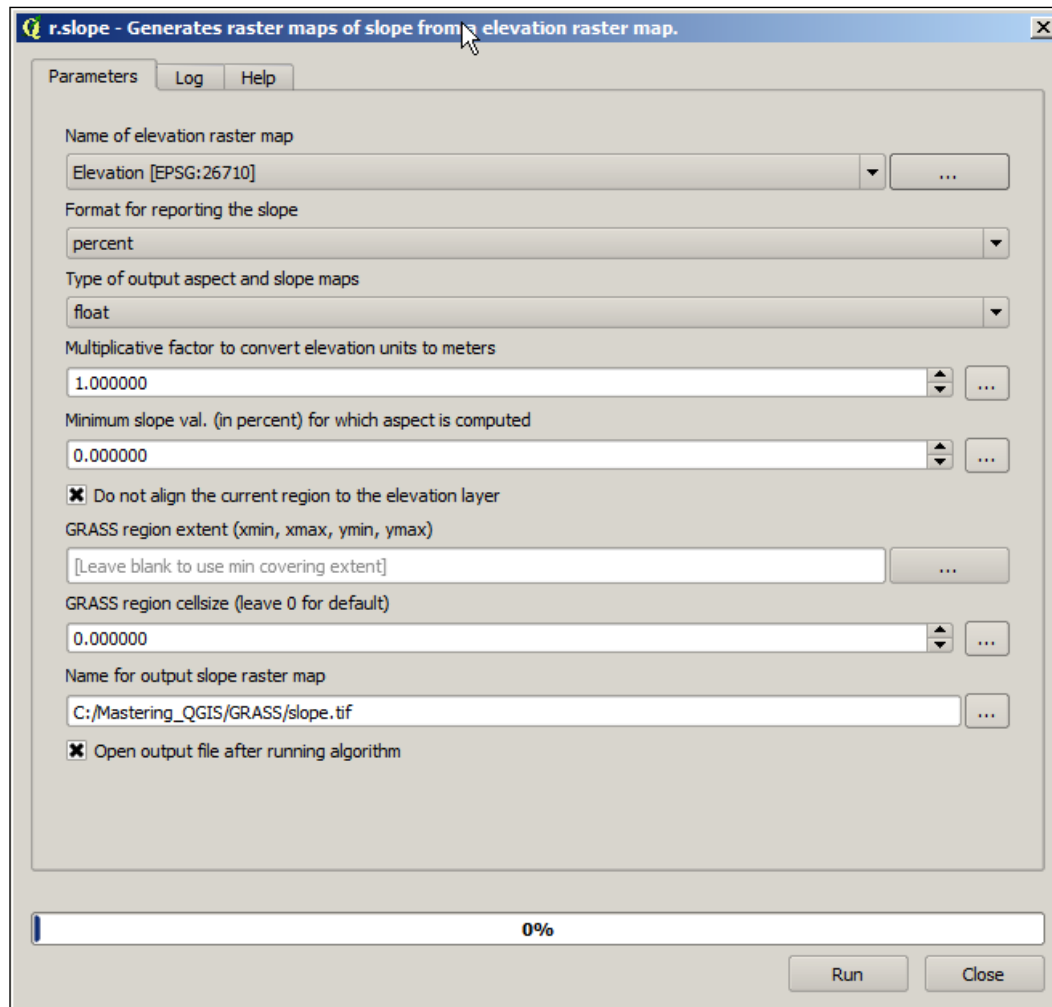 r.slope - Generates raster maps of slope from elevation raster map.
Parameters
Log
Help
Name of elevation raster map
Elevation [EPSG:26710]
...
Format for reporting the slope
percent
Type of output aspect and slope maps
float
Multiplicative factor to convert elevation units to meters
1.000000
...
Minimum slope val. (in percent) for which aspect is computed
0.000000
...
Do not align the current region to the elevation layer
GRASS region extent (xmin, xmax, ymin, ymax)
[Leave blank to use min covering extent]
...
GRASS region cellsize (leave 0 for default)
0.000000
...
Name for output slope raster map
C:/Mastering_QGIS/GRASS/slope.tif
...
Open output file after running algorithm
0%
Run
Close